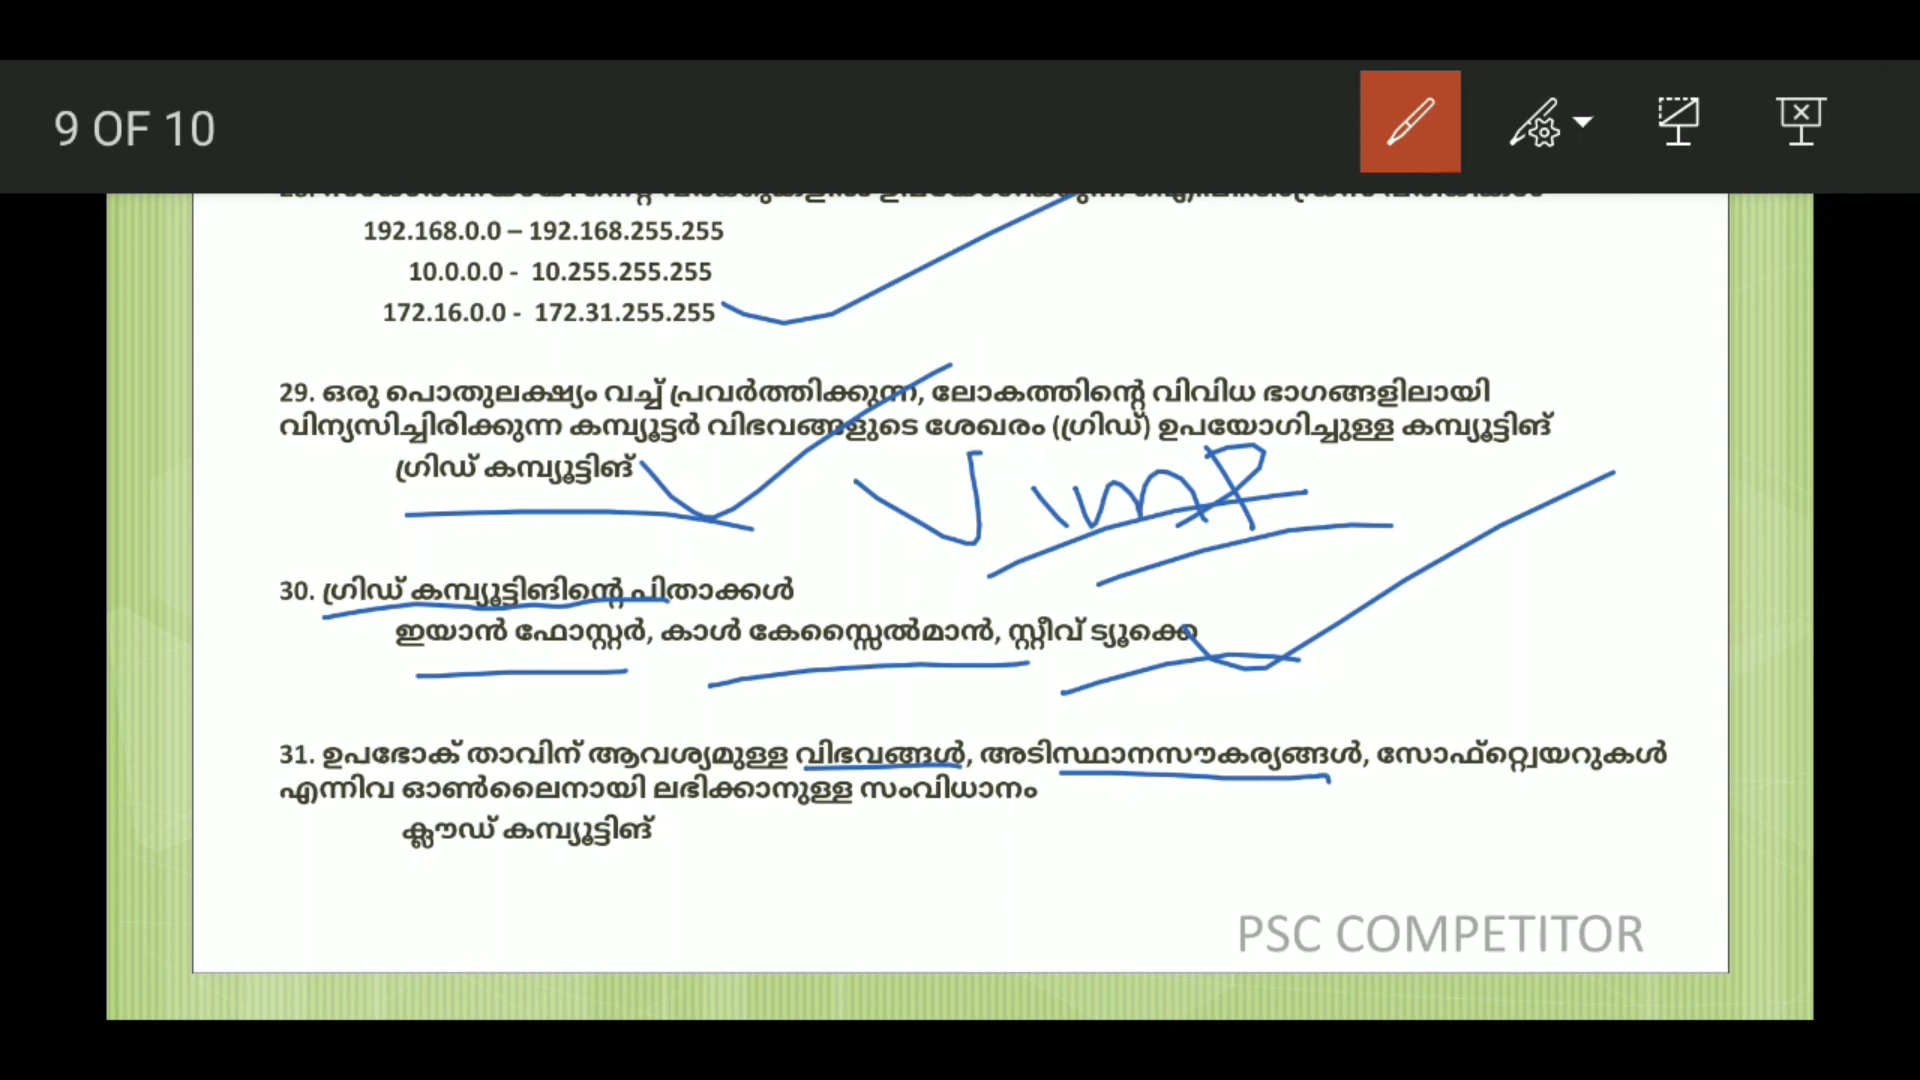 9 OF 10
192.168.0.0 – 192.168.255.255
10.0.0.0 - 10.255.255.255
172.16.0.0 - 172.31.255.255
29. ഒരു പൊതുലക്ഷ്യം വച്ച് പ്രവർത്തിക്കുന്ന, ലോകത്തിന്റെ വിവിധ ഭാഗങ്ങളിലായി
വിന്യസിച്ചിരിക്കുന്ന കമ്പ്യൂട്ടർ വിഭവങ്ങളുടെ ശേഖരം (ഗ്രിഡ്) ഉപയോഗിച്ചുള്ള കമ്പ്യൂട്ടിങ്
ഗ്രിഡ് കമ്പ്യൂട്ടിങ്
IMP
30. ഗ്രിഡ് കമ്പ്യൂട്ടിങിന്റെ പിതാക്കൾ
ഇയാൻ ഫോസ്റ്റർ, കാൾ കേസ്സൈൽമാൻ, സ്റ്റീവ് ട്യൂക്കെ
31. ഉപഭോക് താവിന് ആവശ്യമുള്ള വിഭവങ്ങൾ, അടിസ്ഥാനസൗകര്യങ്ങൾ, സോഫ്റ്റ്വെയറുകൾ
എന്നിവ ഓൺലൈനായി ലഭിക്കാനുള്ള സംവിധാനം
ക്ലൗഡ് കമ്പ്യൂട്ടിങ്
PSC COMPETITOR